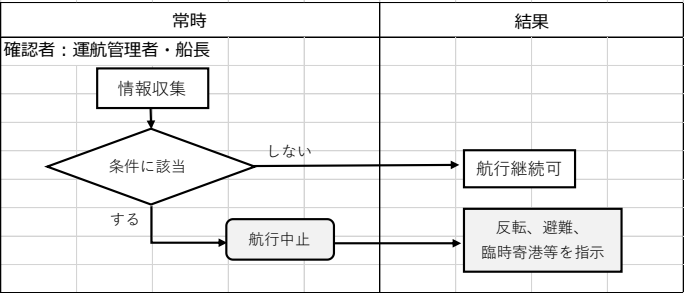 常時
結果
確認者：運航管理者・船長
情報収集
条件に該当
しない
航行継続可
する
航行中止
反転、避難、
臨時寄港等を指示